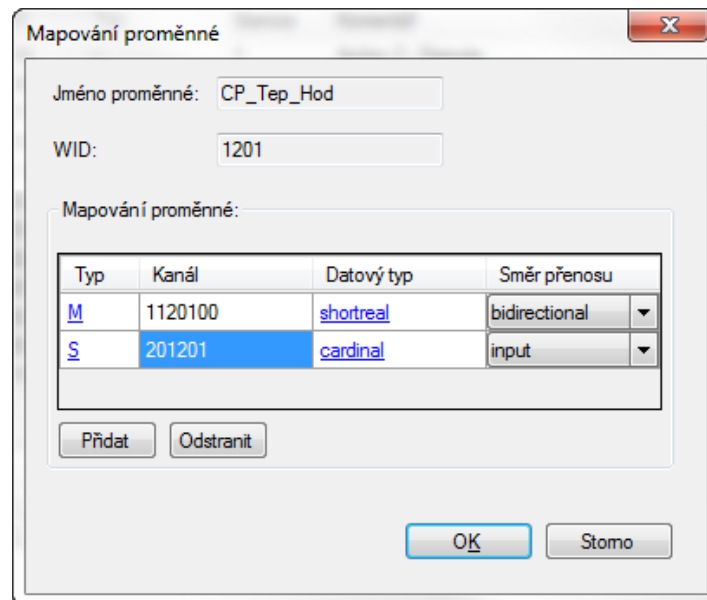 Mapování proměnné
Jméno proměnné: CP_Tep_Hod
WID: 1201
Mapování proměnné:
Typ Kanál Datový typ Směr přenosu
M 1120100 shortreal bidirectional
S 201201 cardinal input
Přidat Odstranit
OK Storno